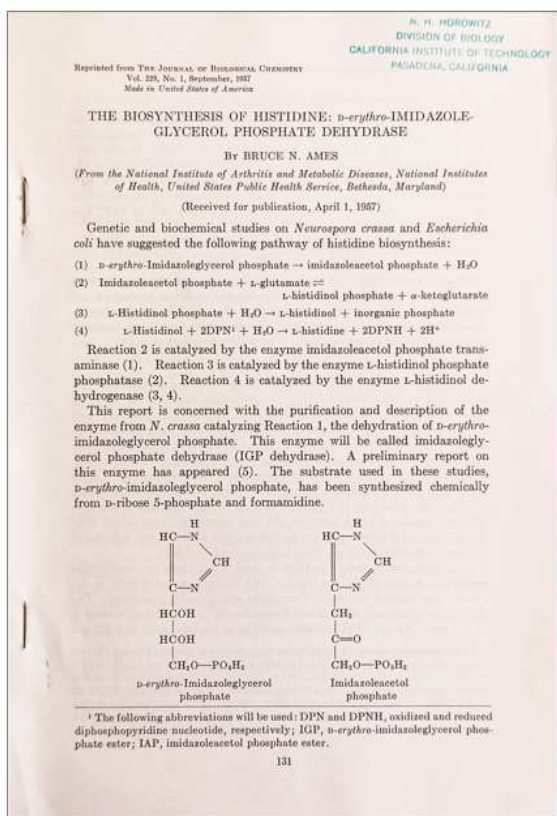 N. H. HOROWITZ
DIVISION OF BIOLOGY
CALIFORNIA INSTITUTE OF TECHNOLOGY
PASADENA, CALIFORNIA
Reprinted from THE JOURNAL OF BIOLOGICAL CHEMISTRY
Vol. 228, No. 1, September, 1957
Made in United States of America
THE BIOSYNTHESIS OF HISTIDINE: D-erythro-IMIDAZOLE-
GLYCEROL PHOSPHATE DEHYDRASE
BY BRUCE N. AMES
(From the National Institute of Arthritis and Metabolic Diseases, National Institutes
of Health, United States Public Health Service, Bethesda, Maryland)
(Received for publication, April 1, 1957)
Genetic and biochemical studies on Neurospora crassa and Escherichia
coli have suggested the following pathway of histidine biosynthesis:
(1) D-erythro-Imidazoleglycerol phosphate → imidazoleacetol phosphate + H₂O
(2) Imidazoleacetol phosphate + L-glutamate ⇌
L-histidinol phosphate + α-ketoglutarate
(3) L-Histidinol phosphate + H₂O → L-histidinol + inorganic phosphate
(4) L-Histidinol + 2DPN¹ + H₂O → L-histidine + 2DPNH + 2H⁺
Reaction 2 is catalyzed by the enzyme imidazoleacetol phosphate trans-
aminase (1). Reaction 3 is catalyzed by the enzyme L-histidinol phosphate
phosphatase (2). Reaction 4 is catalyzed by the enzyme L-histidinol de-
hydrogenase (3, 4).
This report is concerned with the purification and description of the
enzyme from N. crassa catalyzing Reaction 1, the dehydration of D-erythro-
imidazoleglycerol phosphate. This enzyme will be called imidazolegly-
cerol phosphate dehydrase (IGP dehydrase). A preliminary report on
this enzyme has appeared (5). The substrate used in these studies,
D-erythro-imidazoleglycerol phosphate, has been synthesized chemically
from D-ribose 5-phosphate and formamidine.
H H
HC—N HC—N
CH CH
C—N C—N
HCOH CH₂
HCOH C=O
CH₂O—PO₃H₂ CH₂O—PO₃H₂
D-erythro-Imidazoleglycerol Imidazoleacetol
phosphate phosphate
¹ The following abbreviations will be used: DPN and DPNH, oxidized and reduced
diphosphopyridine nucleotide, respectively; IGP, D-erythro-imidazoleglycerol phos-
phate ester; IAP, imidazoleacetol phosphate ester.
131